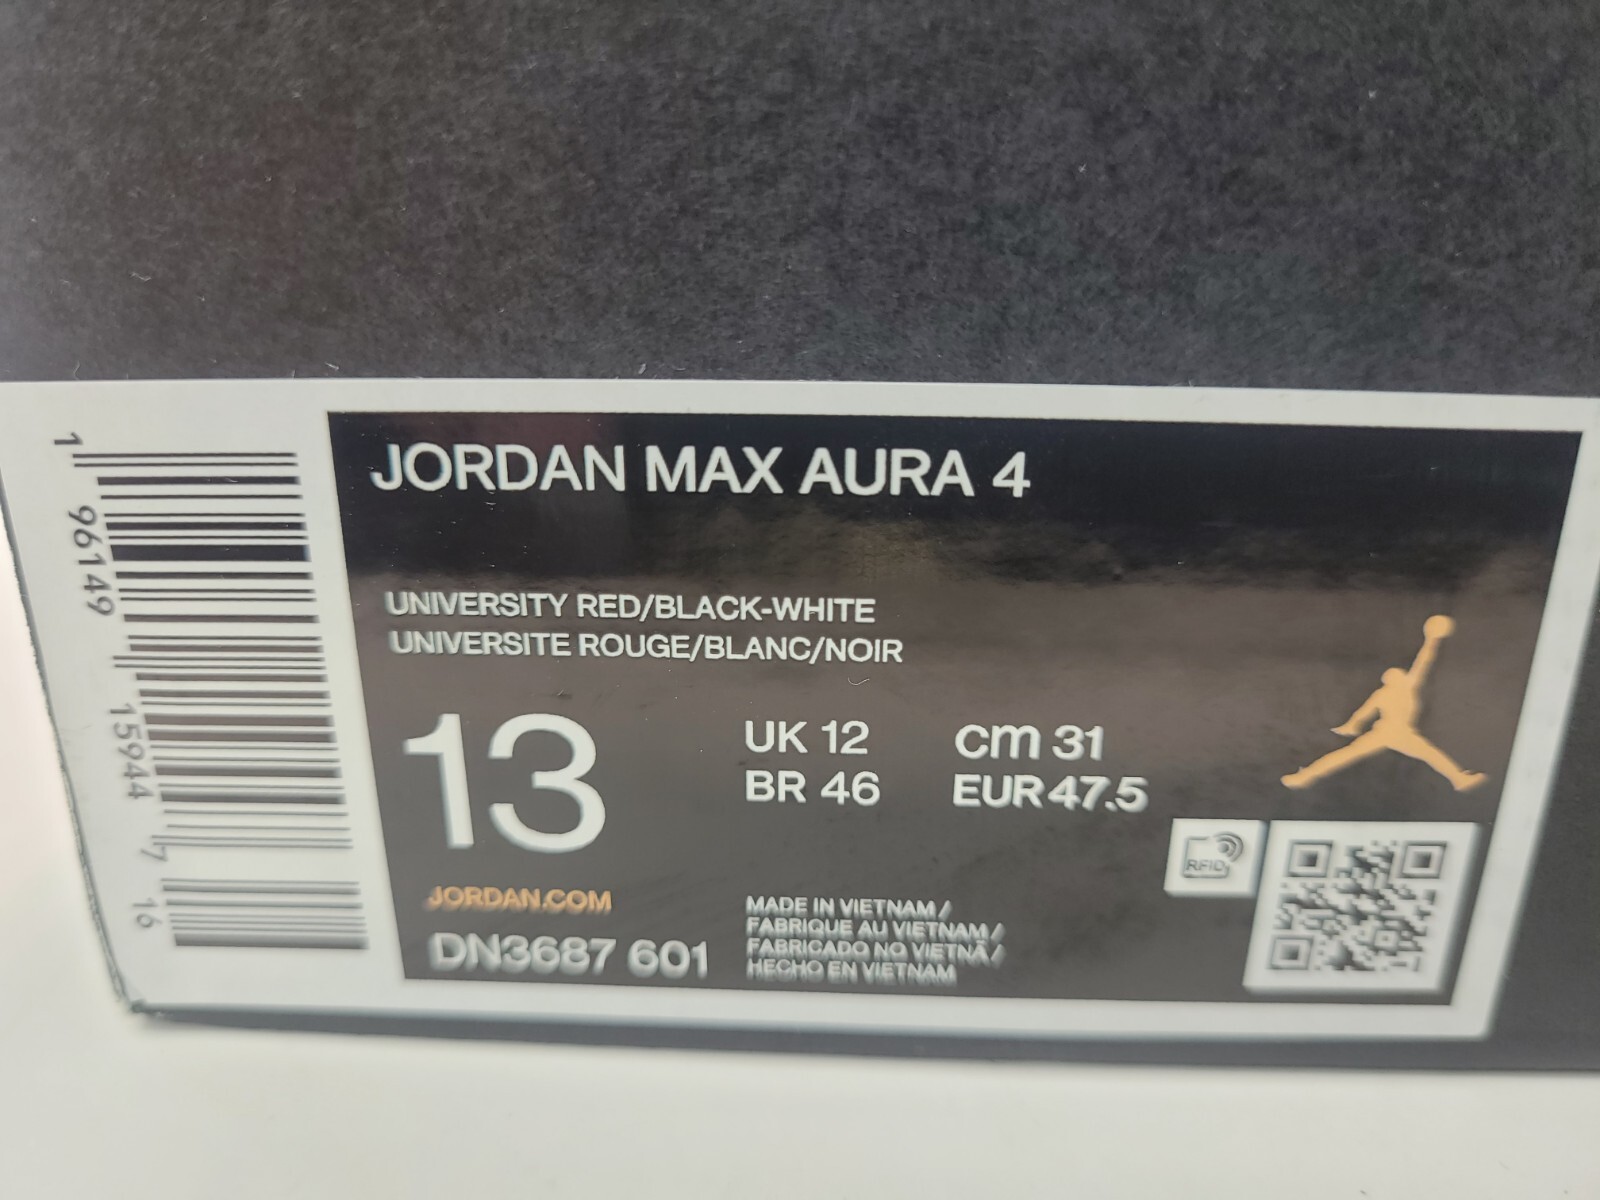 JORDAN MAX AURA 4
UNIVERSITY RED/BLACK-WHITE
UNIVERSITE ROUGE/BLANC/NOIR
13
UK 12
BR 46
cm 31
EUR 47.5
JORDAN.COM
DN3687 601
MADE IN VIETNAM /
FABRIQUE AU VIETNAM /
FABRICADO NO VIETNÃ /
HECHO EN VIETNAM
RFID
1 96149 15944 7 16